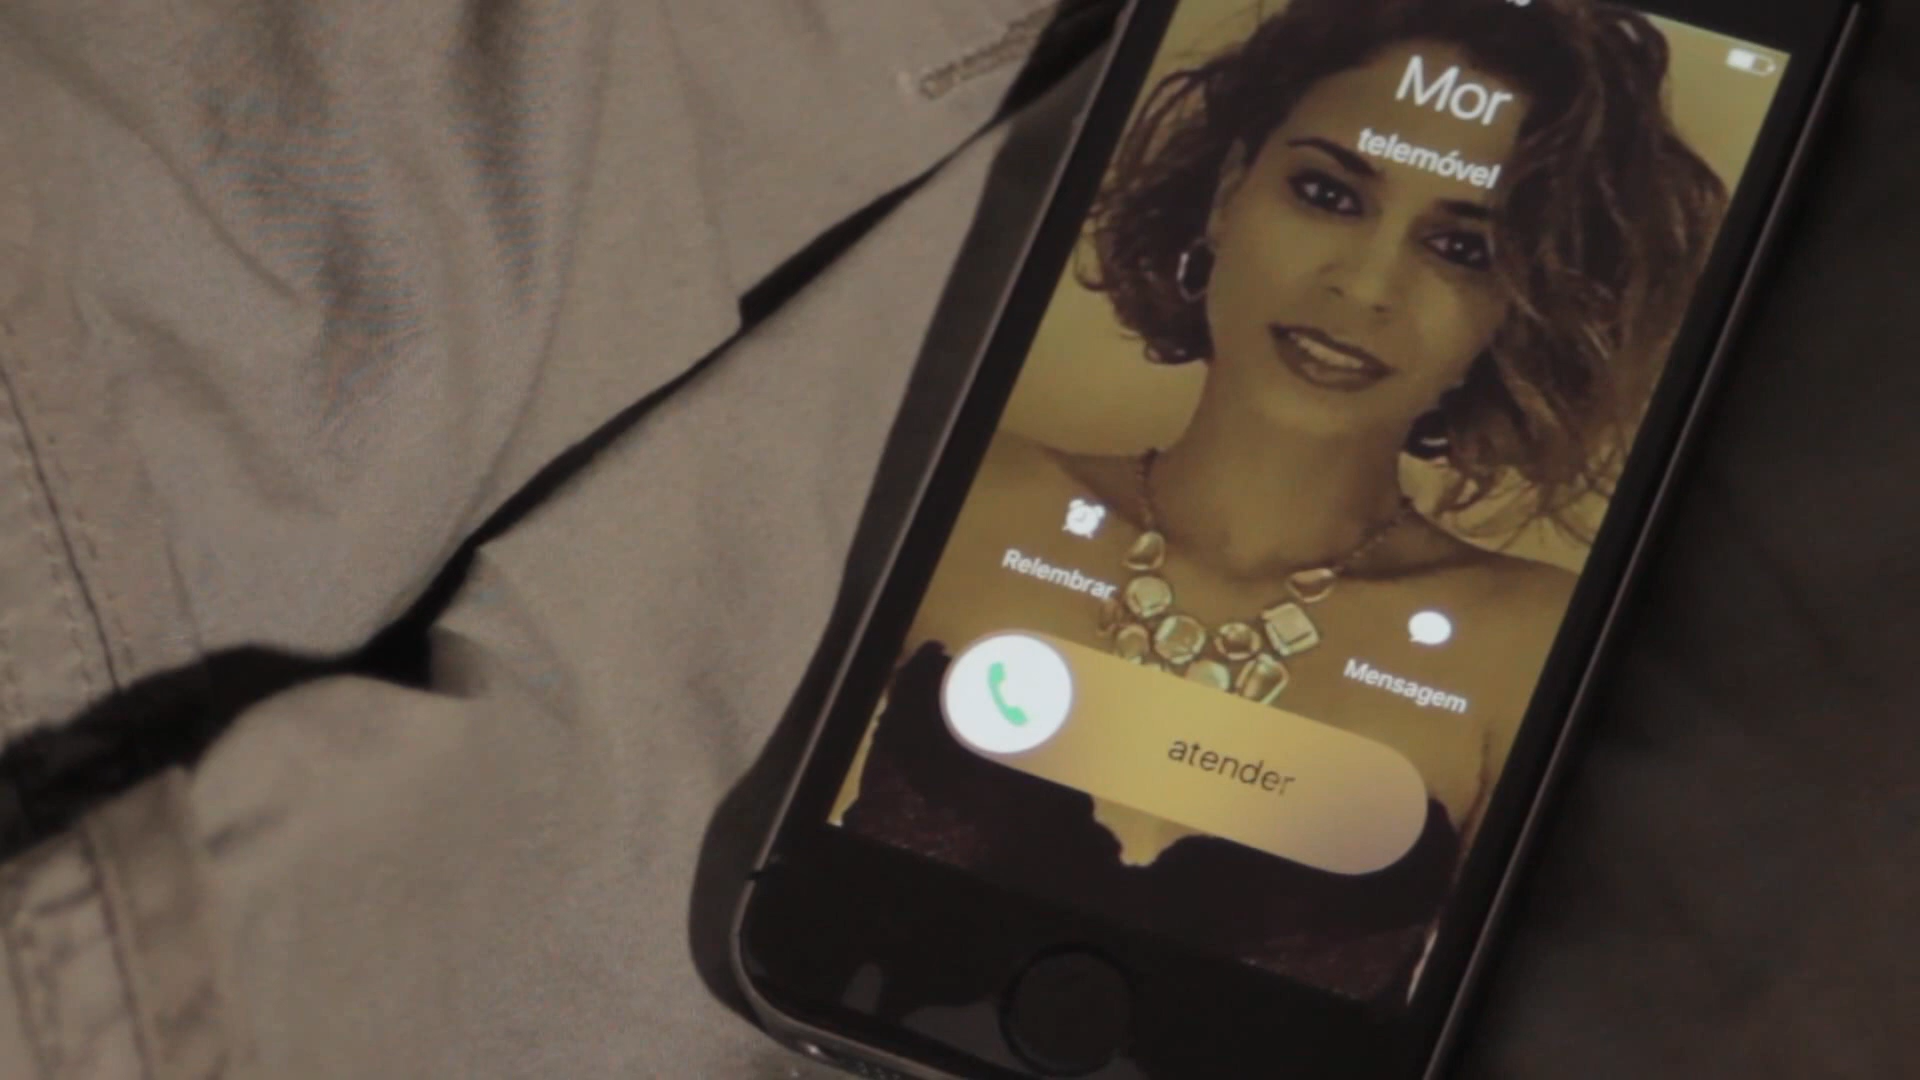 Mor
telemóvel
Relembrar
Mensagem
atender